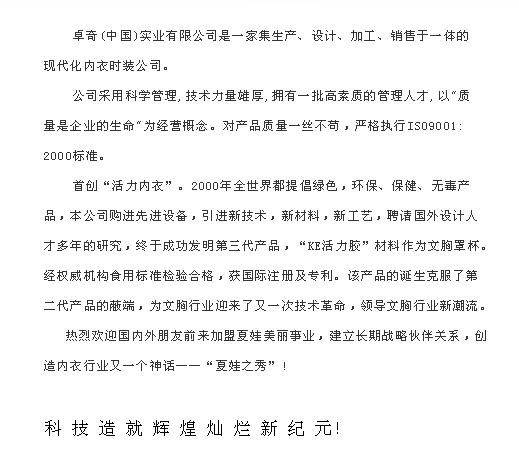 卓奇(中国)实业有限公司是一家集生产、设计、加工、销售于一体的
现代化内衣时装公司。
公司采用科学管理,技术力量雄厚,拥有一批高素质的管理人才,以"质
量是企业的生命"为经营概念。对产品质量一丝不苟，严格执行ISO9001:
2000标准。
首创“活力内衣”。2000年全世界都提倡绿色，环保、保健、无毒产
品，本公司购进先进设备，引进新技术，新材料，新工艺，聘请国外设计人
才多年的研究，终于成功发明第三代产品，“KE活力胶”材料作为文胸罩杯。
经权威机构食用标准检验合格，获国际注册及专利。该产品的诞生克服了第
二代产品的蔽端，为文胸行业迎来了又一次技术革命，领导文胸行业新潮流。
热烈欢迎国内外朋友前来加盟夏娃美丽事业，建立长期战略伙伴关系，创
造内衣行业又一个神话——“夏娃之秀”!
科技造就辉煌灿烂新纪元!